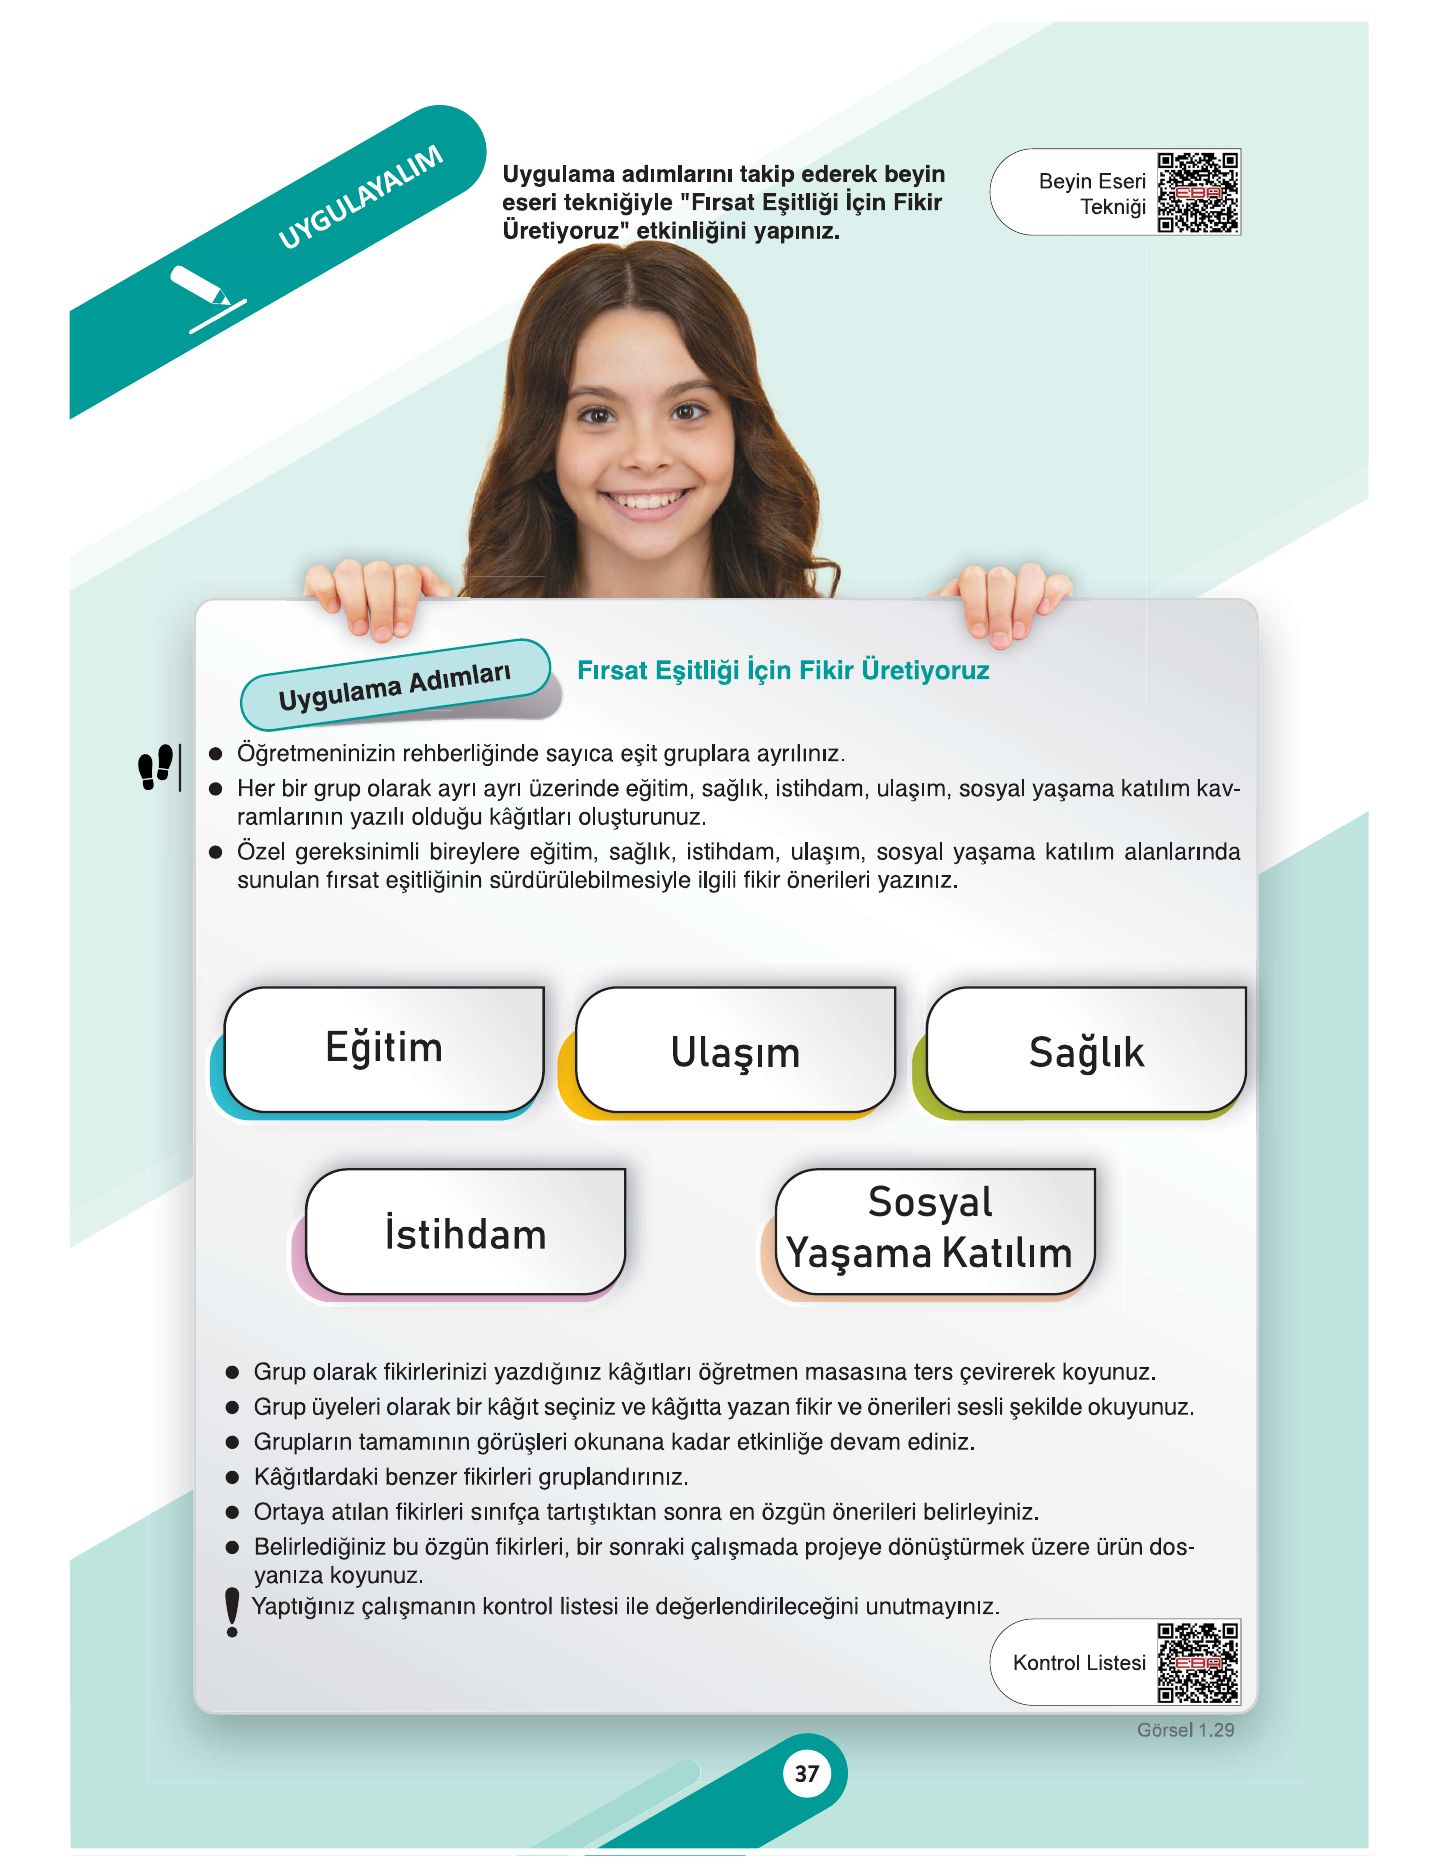 UYGULAYALIM
Uygulama adımlarını takip ederek beyin
eseri tekniğiyle "Fırsat Eşitliği İçin Fikir
Üretiyoruz" etkinliğini yapınız.
Beyin Eseri
Tekniği
EBA
Uygulama Adımları
Fırsat Eşitliği İçin Fikir Üretiyoruz
● Öğretmeninizin rehberliğinde sayıca eşit gruplara ayrılınız.
● Her bir grup olarak ayrı ayrı üzerinde eğitim, sağlık, istihdam, ulaşım, sosyal yaşama katılım kav-
ramlarının yazılı olduğu kâğıtları oluşturunuz.
● Özel gereksinimli bireylere eğitim, sağlık, istihdam, ulaşım, sosyal yaşama katılım alanlarında
sunulan fırsat eşitliğinin sürdürülebilmesiyle ilgili fikir önerileri yazınız.
Eğitim
Ulaşım
Sağlık
İstihdam
Sosyal
Yaşama Katılım
● Grup olarak fikirlerinizi yazdığınız kâğıtları öğretmen masasına ters çevirerek koyunuz.
● Grup üyeleri olarak bir kâğıt seçiniz ve kâğıtta yazan fikir ve önerileri sesli şekilde okuyunuz.
● Grupların tamamının görüşleri okunana kadar etkinliğe devam ediniz.
● Kâğıtlardaki benzer fikirleri gruplandırınız.
● Ortaya atılan fikirleri sınıfça tartıştıktan sonra en özgün önerileri belirleyiniz.
● Belirlediğiniz bu özgün fikirleri, bir sonraki çalışmada projeye dönüştürmek üzere ürün dos-
yanıza koyunuz.
! Yaptığınız çalışmanın kontrol listesi ile değerlendirileceğini unutmayınız.
Kontrol Listesi
EBA
Görsel 1.29
37